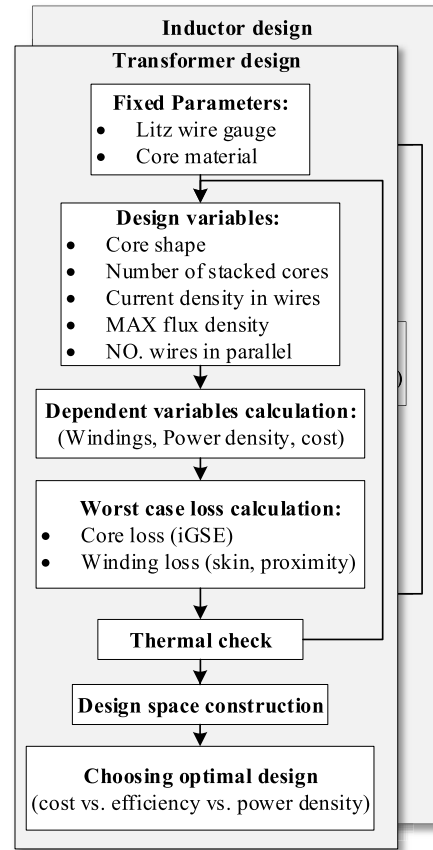 Inductor design
Transformer design
Fixed Parameters:
• Litz wire gauge
• Core material
Design variables:
• Core shape
• Number of stacked cores
• Current density in wires
• MAX flux density
• NO. wires in parallel
)
Dependent variables calculation:
(Windings, Power density, cost)
Worst case loss calculation:
• Core loss (iGSE)
• Winding loss (skin, proximity)
Thermal check
Design space construction
Choosing optimal design
(cost vs. efficiency vs. power density)